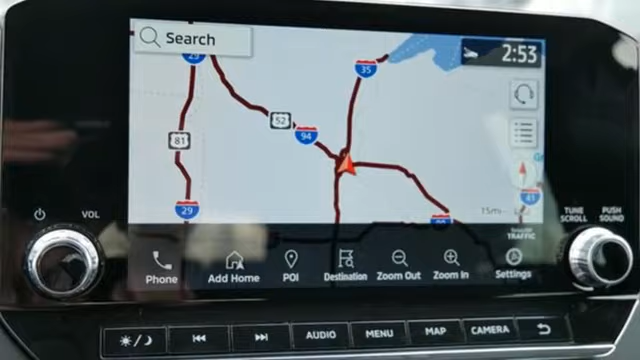 Search
2:53
29
35
52
94
81
29
41
15mi
TRAFFIC
VOL
TUNE SCROLL
PUSH SOUND
Phone
Add Home
POI
Destination
Zoom Out
Zoom In
Settings
AUDIO
MENU
MAP
CAMERA